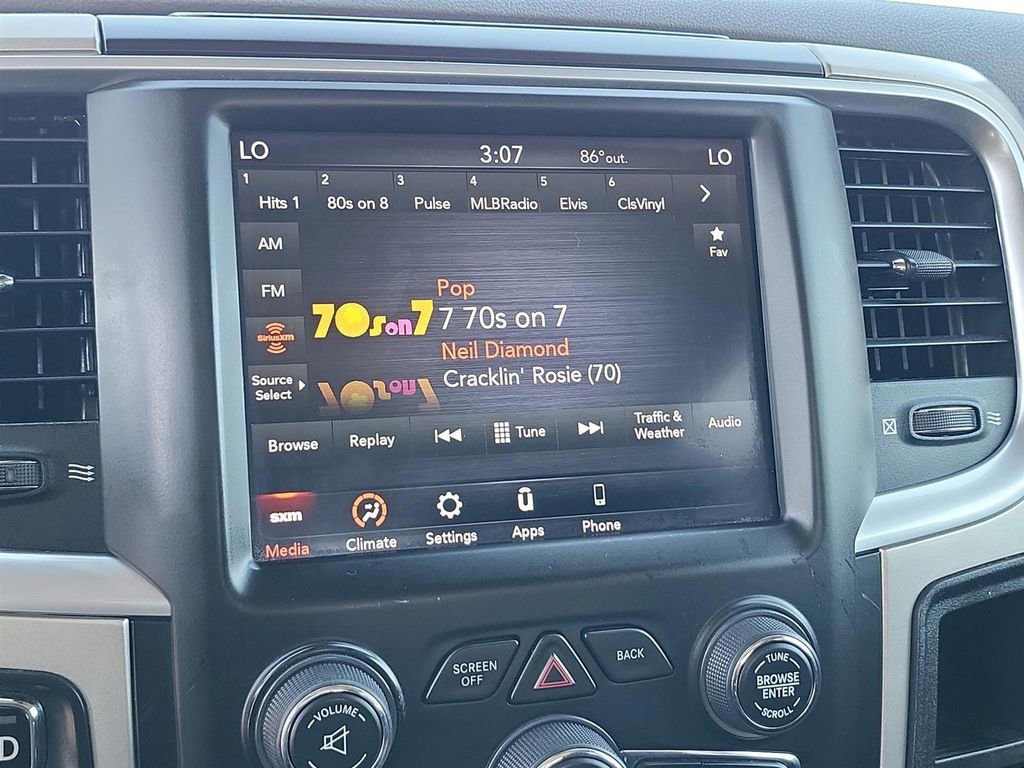 LO 3:07 86°out. LO
1 2 3 4 5 6
Hits 1 80s on 8 Pulse MLBRadio Elvis ClsVinyl
AM
Fav
FM
Pop
70s on 7 7 70s on 7
SiriusXM
Neil Diamond
Cracklin' Rosie (70)
Source
Select
Browse Replay Tune Traffic &
Weather Audio
sxm
Media Climate Settings Apps Phone
SCREEN
OFF
BACK
VOLUME
TUNE
BROWSE
ENTER
SCROLL
D